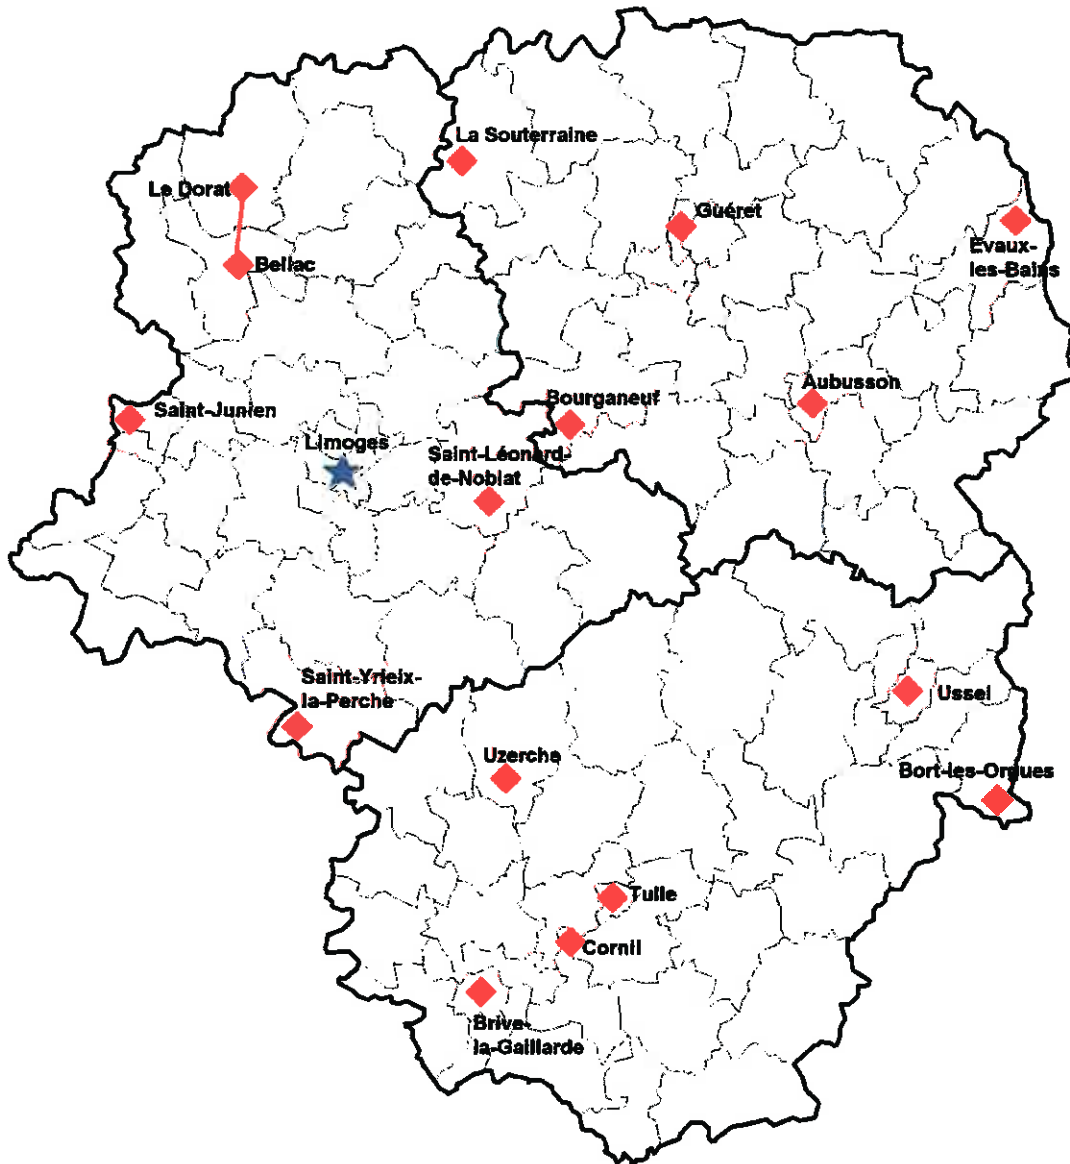 La Souterraine
Le Dorat
Guéret
Evaux-
les-Bains
Bellac
Aubusson
Bourganeuf
Saint-Junien
Limoges
Saint-Léonard-
de-Noblat
Saint-Yrieix-
la-Perche
Ussel
Uzerche
Bort-les-Orgues
Tulle
Cornil
Brive-
la-Gaillarde